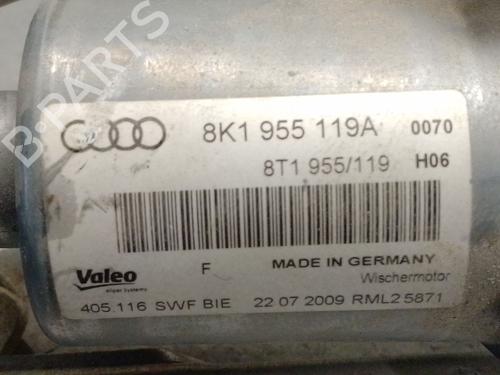 B-PARTS
8K1 955 119A 0070
8T1 955/119 H06
Valeo F MADE IN GERMANY
wiper systems Wischermotor
405.116 SWF BIE 22 07 2009 RML2 5871